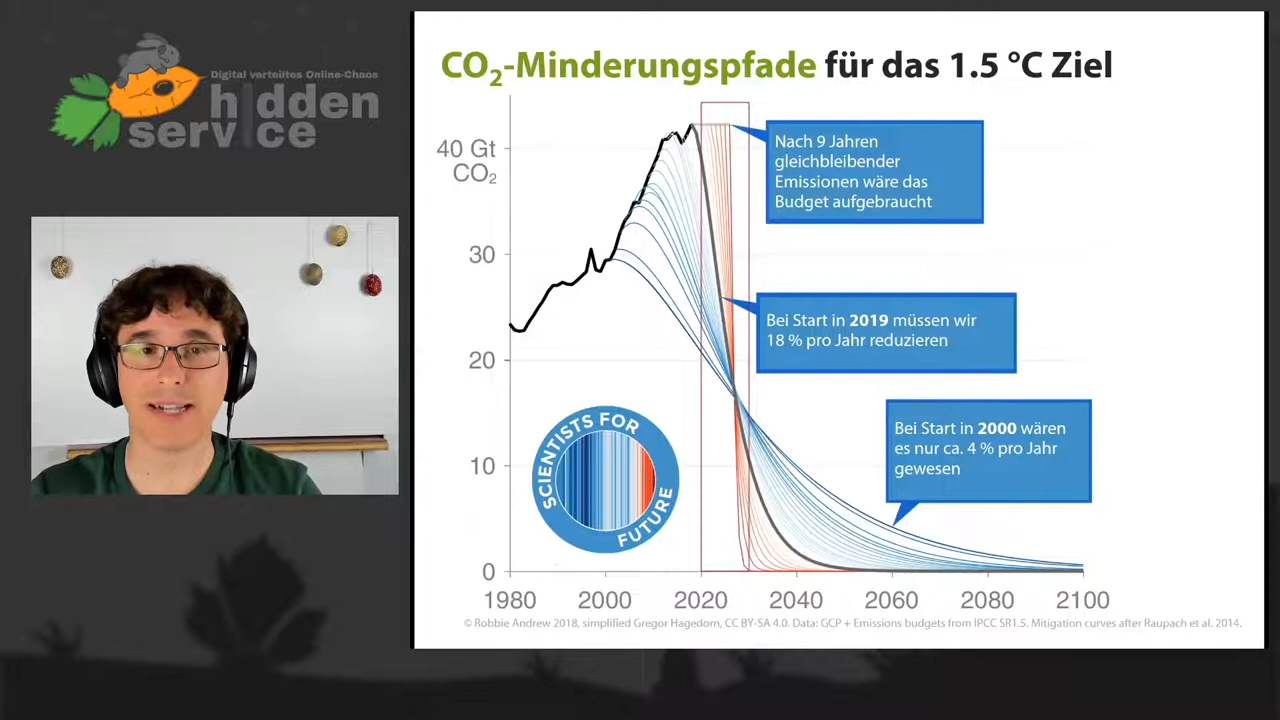 Digital verteiltes Online-Chaos
hidden
service
CO₂-Minderungspfade für das 1.5 °C Ziel
40 Gt
CO₂
30
20
10
0
1980 2000 2020 2040 2060 2080 2100
Nach 9 Jahren
gleichbleibender
Emissionen wäre das
Budget aufgebraucht
Bei Start in 2019 müssen wir
18 % pro Jahr reduzieren
Bei Start in 2000 wären
es nur ca. 4 % pro Jahr
gewesen
SCIENTISTS FOR
FUTURE
© Robbie Andrew 2018, simplified Gregor Hagedorn, CC BY-SA 4.0. Data: GCP + Emissions budgets from IPCC SR1.5. Mitigation curves after Raupach et al. 2014.